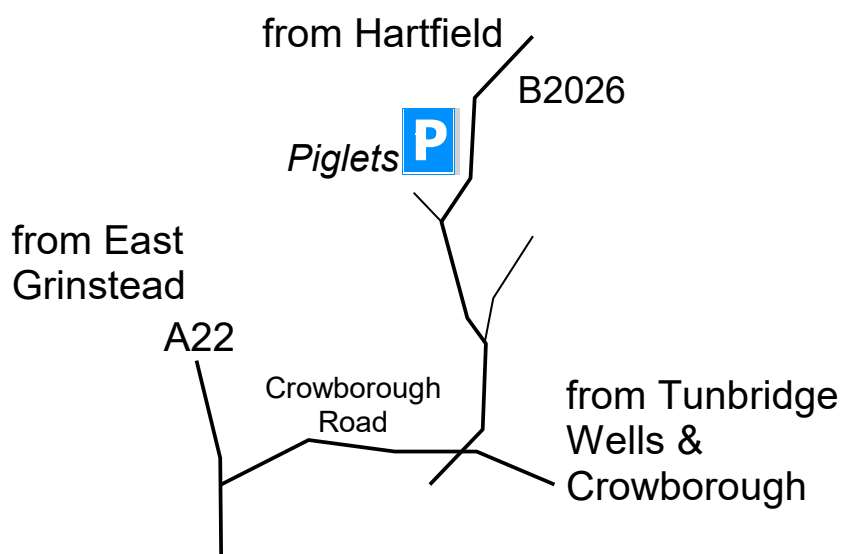 from Hartfield
B2026
P
Piglets
from East
Grinstead
A22
Crowborough
Road
from Tunbridge
Wells &
Crowborough